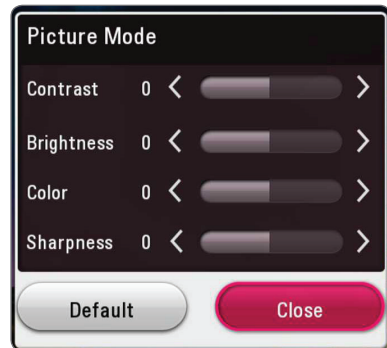 Picture Mode
Contrast 0
Brightness 0
Color 0
Sharpness 0
Default Close